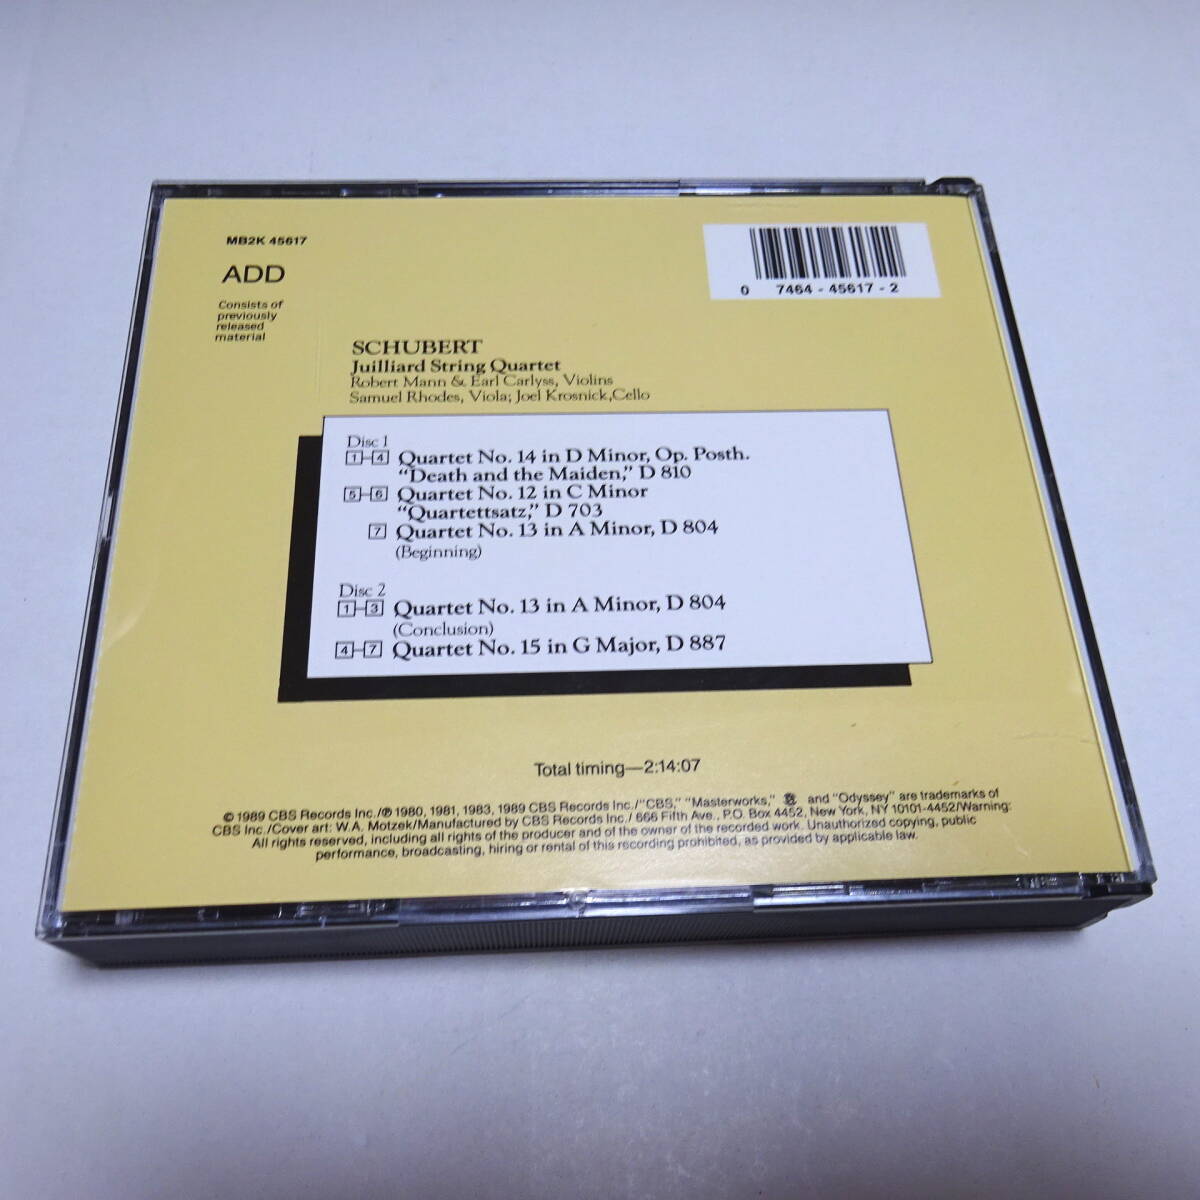 MB2K 45617
ADD
Consists of
previously
released
material
0 7464 - 45617 - 2
SCHUBERT
Juilliard String Quartet
Robert Mann & Earl Carlyss, Violins
Samuel Rhodes, Viola; Joel Krosnick,Cello
Disc 1
1-4 Quartet No. 14 in D Minor, Op. Posth.
“Death and the Maiden,” D 810
5-6 Quartet No. 12 in C Minor
“Quartettsatz,” D 703
7 Quartet No. 13 in A Minor, D 804
(Beginning)
Disc 2
1-3 Quartet No. 13 in A Minor, D 804
(Conclusion)
4-7 Quartet No. 15 in G Major, D 887
Total timing—2:14:07
© 1989 CBS Records Inc./℗ 1980, 1981, 1983, 1989 CBS Records Inc./"CBS," "Masterworks," and "Odyssey" are trademarks of
CBS Inc./Cover art: W.A. Motzek/Manufactured by CBS Records Inc./ 666 Fifth Ave., P.O. Box 4452, New York, NY 10101-4452/Warning:
All rights reserved, including all rights of the producer and of the owner of the recorded work. Unauthorized copying, public
performance, broadcasting, hiring or rental of this recording prohibited, as provided by applicable law.